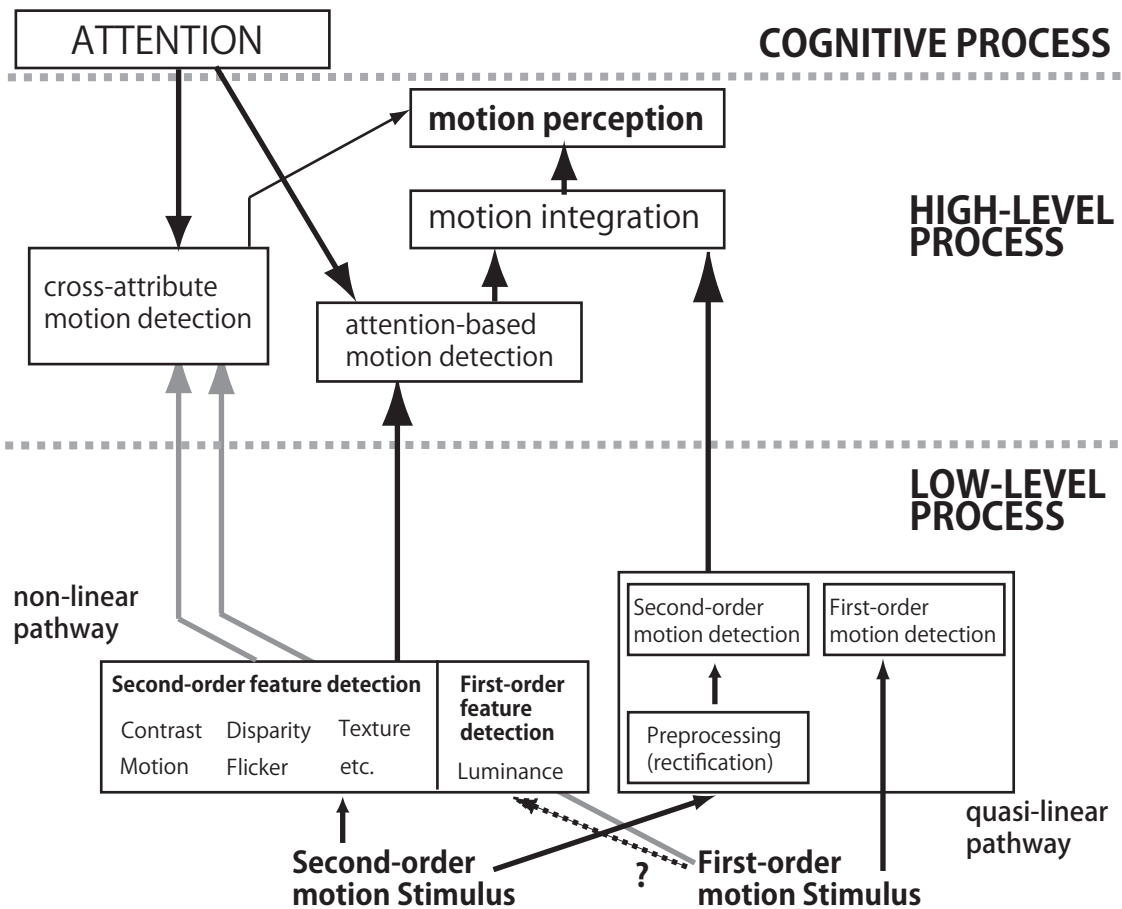 ATTENTION
COGNITIVE PROCESS
motion perception
motion integration
HIGH-LEVEL
PROCESS
cross-attribute
motion detection
attention-based
motion detection
LOW-LEVEL
PROCESS
non-linear
pathway
Second-order
motion detection
First-order
motion detection
Second-order feature detection
Contrast Disparity Texture
Motion Flicker etc.
First-order
feature
detection
Luminance
Preprocessing
(rectification)
quasi-linear
pathway
Second-order
motion Stimulus
?
First-order
motion Stimulus